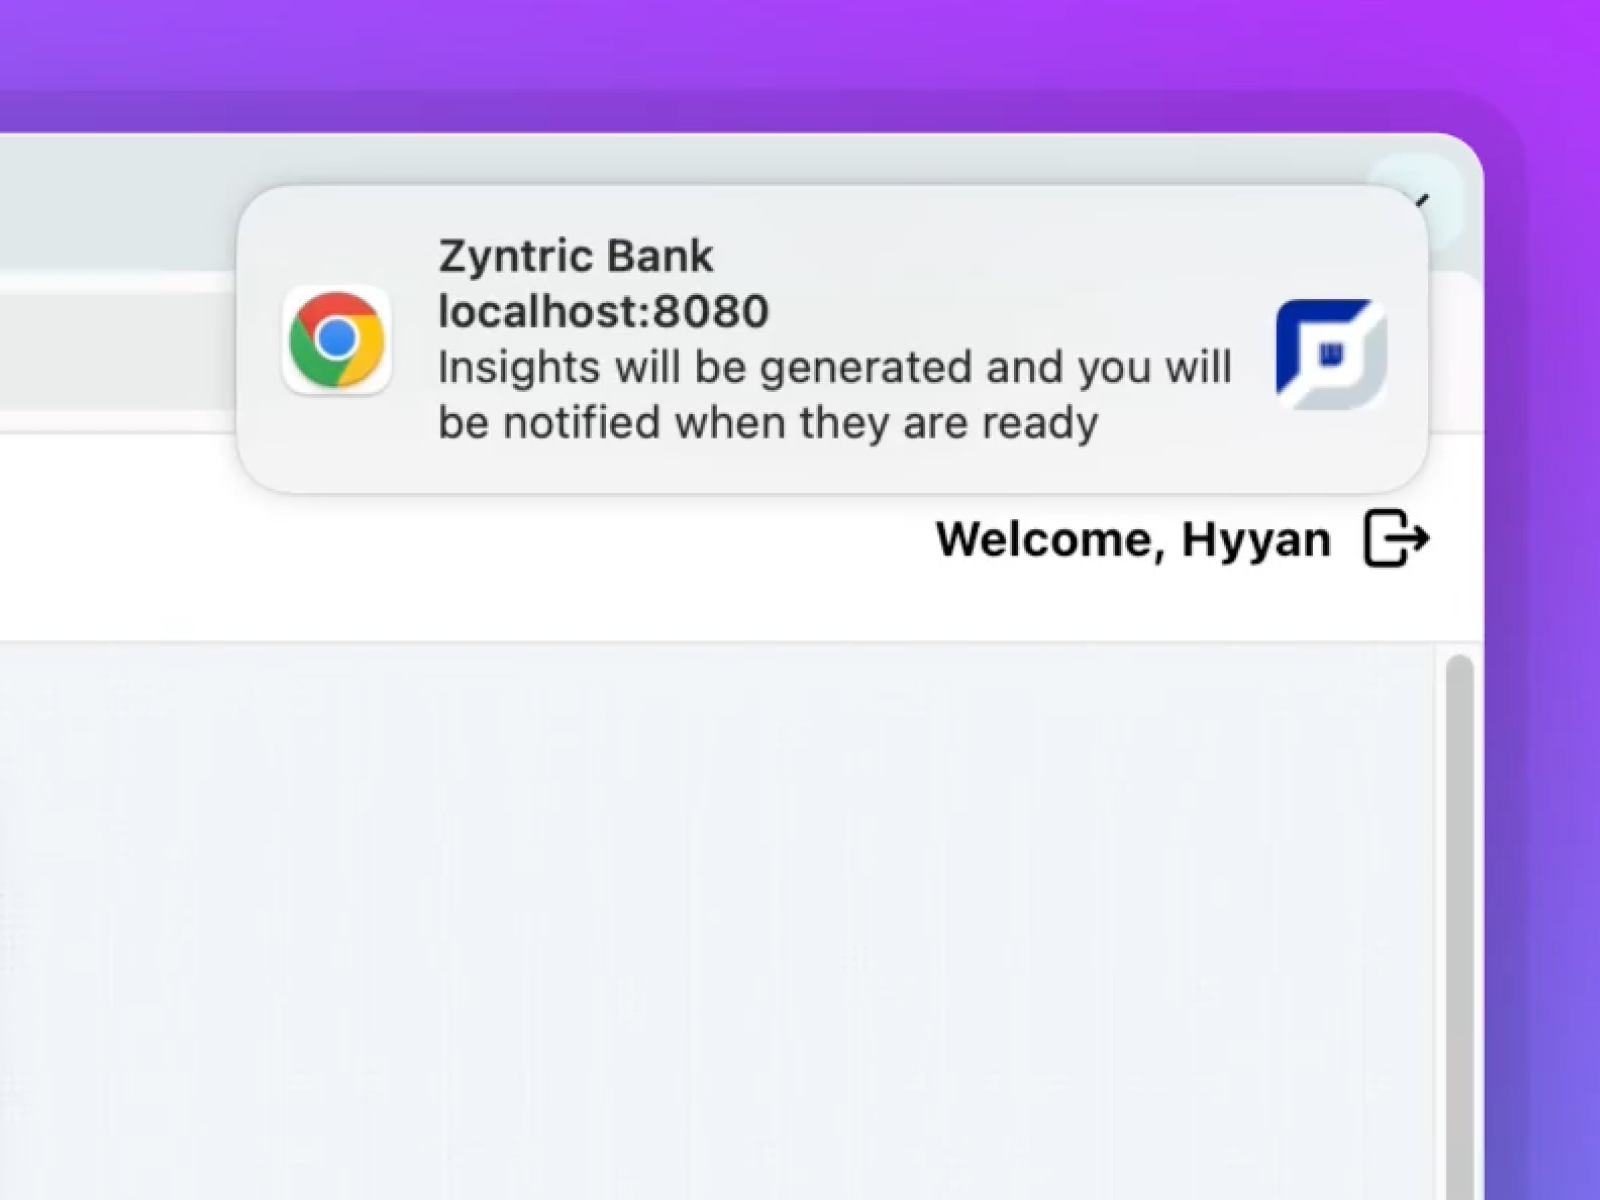 Zyntric Bank
localhost:8080
Insights will be generated and you will
be notified when they are ready
Welcome, Hyyan